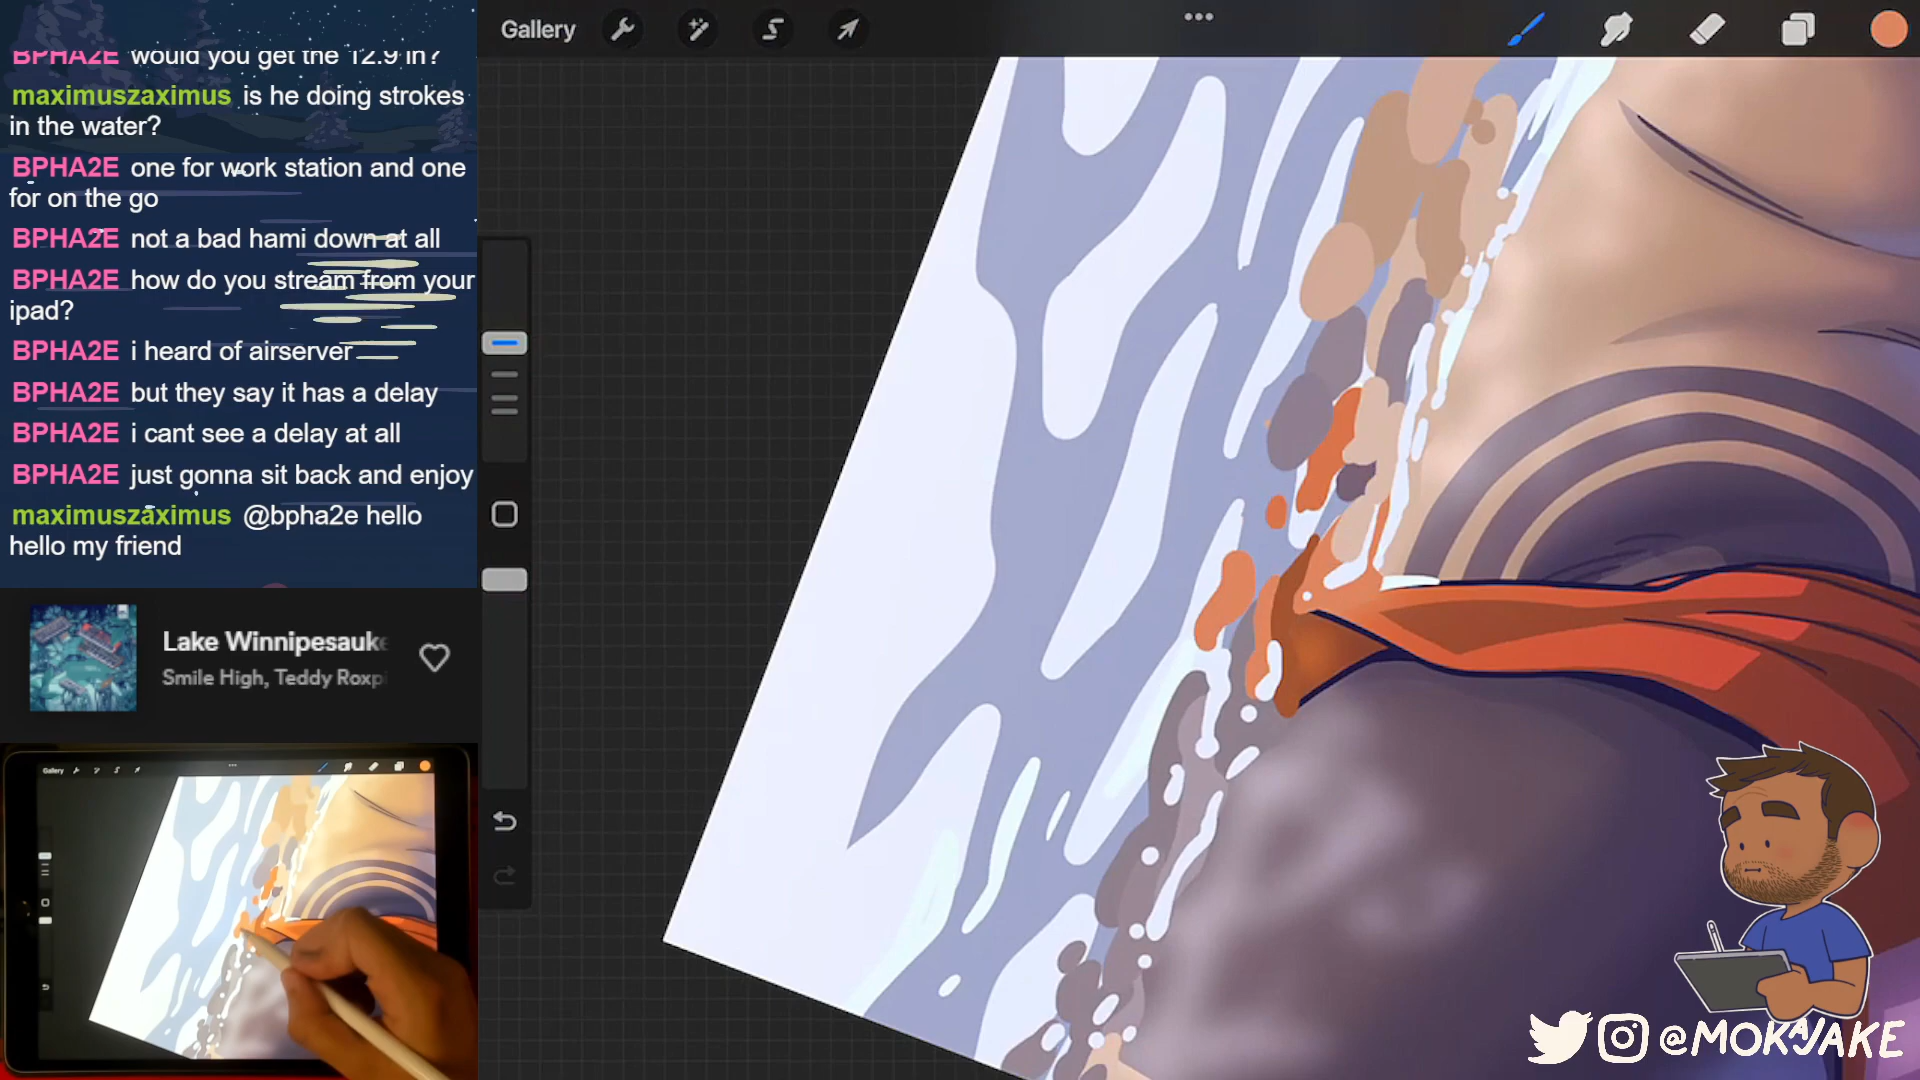 Gallery
BPHA2E would you get the 12.9 in?
maximuszaximus is he doing strokes
in the water?
BPHA2E one for work station and one
for on the go
BPHA2E not a bad hami down at all
BPHA2E how do you stream from your
ipad?
BPHA2E i heard of airserver
BPHA2E but they say it has a delay
BPHA2E i cant see a delay at all
BPHA2E just gonna sit back and enjoy
maximuszaximus @bpha2e hello
hello my friend
Lake Winnipesauke
Smile High, Teddy Roxpi
Gallery
@MOKAJAKE